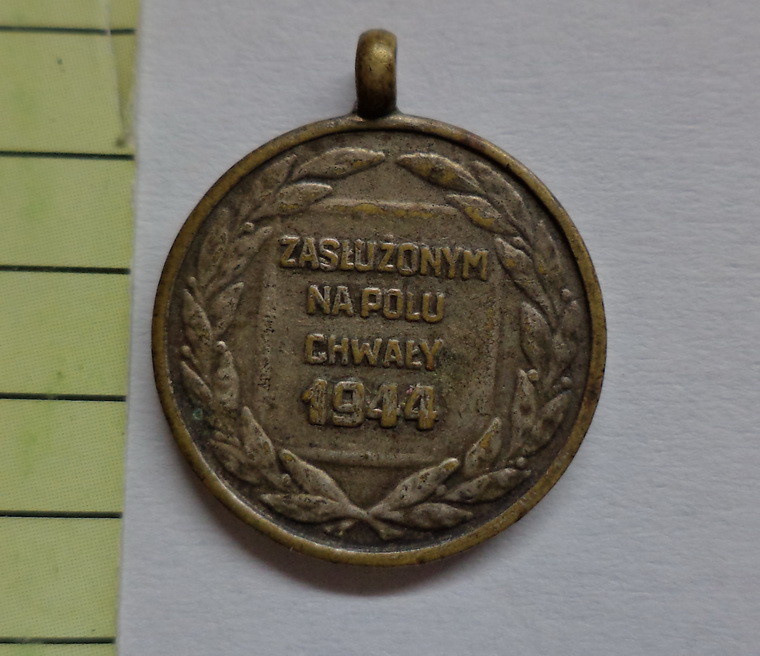 ZASŁUŻONYM
NA POLU
CHWAŁY
1944